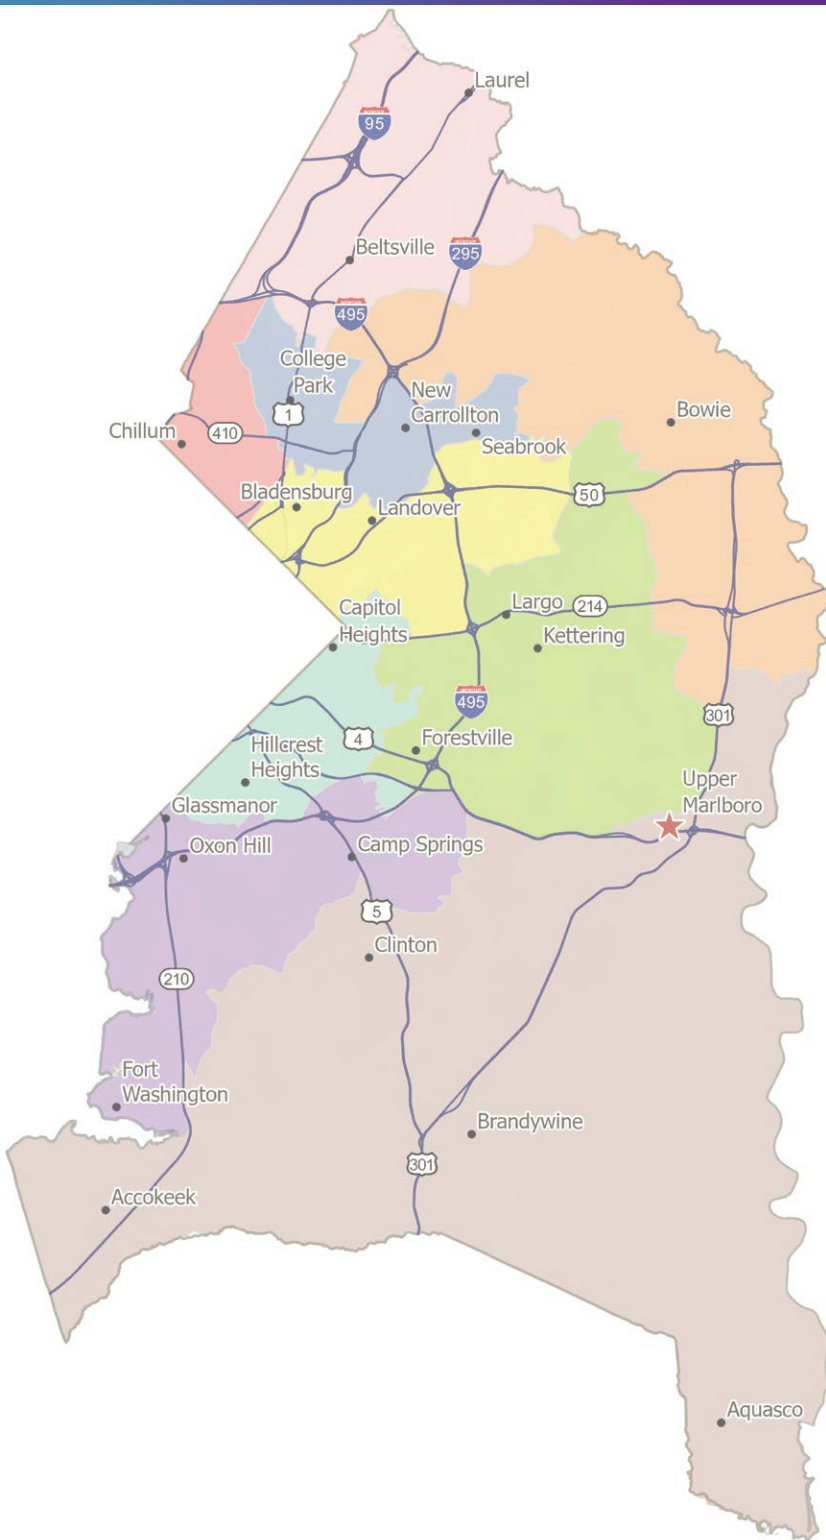 Laurel
95
Beltsville
295
495
College
Park
New
Carrollton
Bowie
1
Chillum
410
Seabrook
Bladensburg
50
Landover
Capitol
Heights
Largo
214
Kettering
495
301
4
Forestville
Hillcrest
Heights
Upper
Marlboro
Glassmanor
Oxon Hill
Camp Springs
5
Clinton
210
Fort
Washington
Brandywine
301
Accokeek
Aquasco